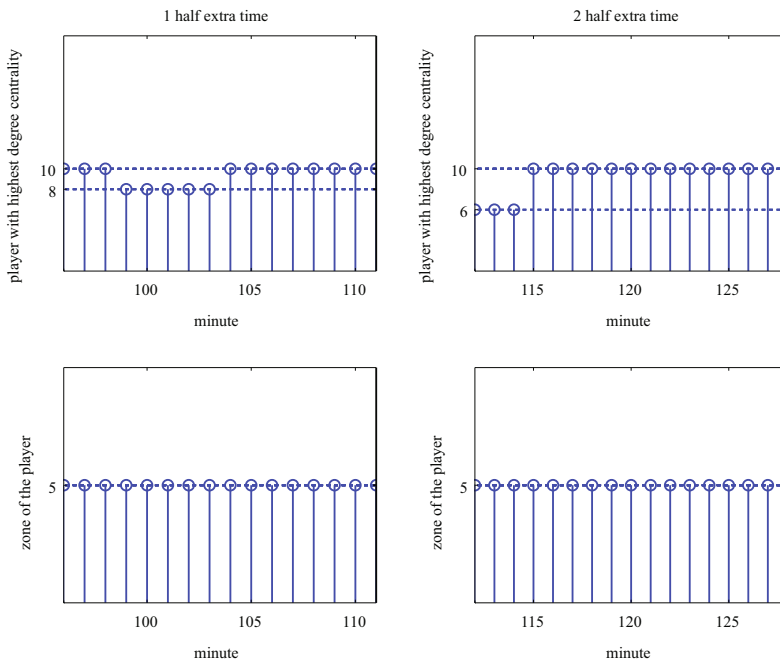 1 half extra time
player with highest degree centrality
10
8
100 105 110
minute
2 half extra time
player with highest degree centrality
10
6
115 120 125
minute
zone of the player
5
100 105 110
minute
zone of the player
5
115 120 125
minute